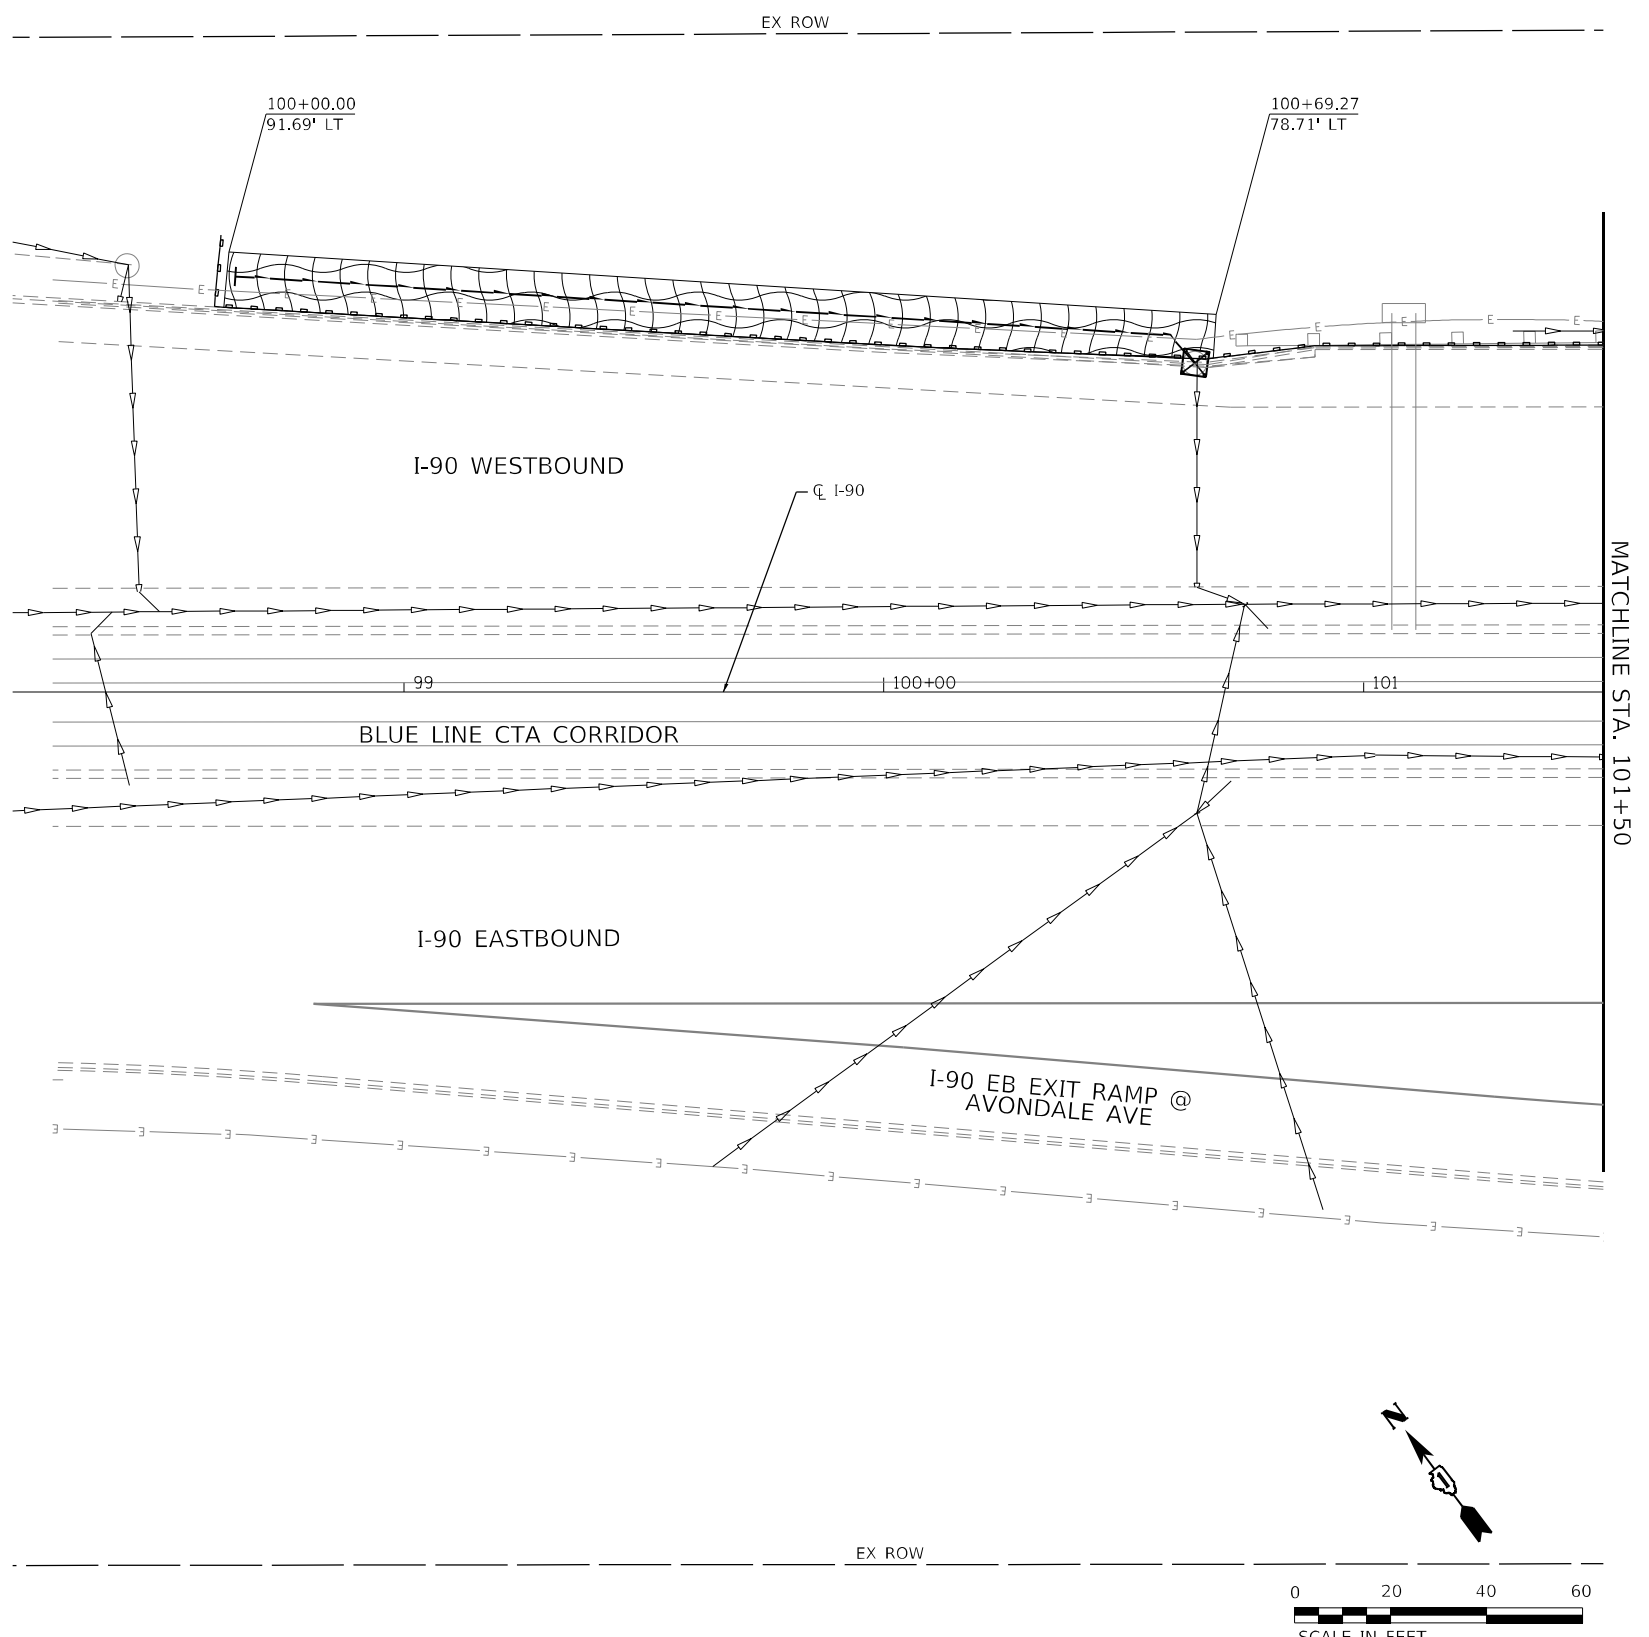 EX ROW
100+00.00
91.69' LT
100+69.27
78.71' LT
E E E E E E E E E E E E E E E E E E
I-90 WESTBOUND
℄ I-90
MATCHLINE STA. 101+50
99
100+00
101
BLUE LINE CTA CORRIDOR
I-90 EASTBOUND
I-90 EB EXIT RAMP @
AVONDALE AVE
E E E E E E E E E E E E E E E E E E
N
EX ROW
0 20 40 60
SCALE IN FEET